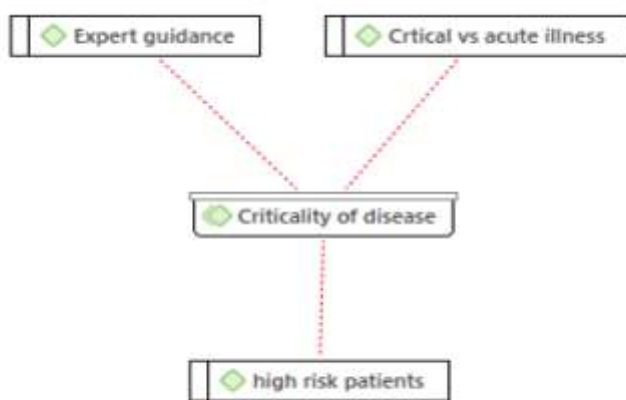 Expert guidance
Crtical vs acute illness
Criticality of disease
high risk patients